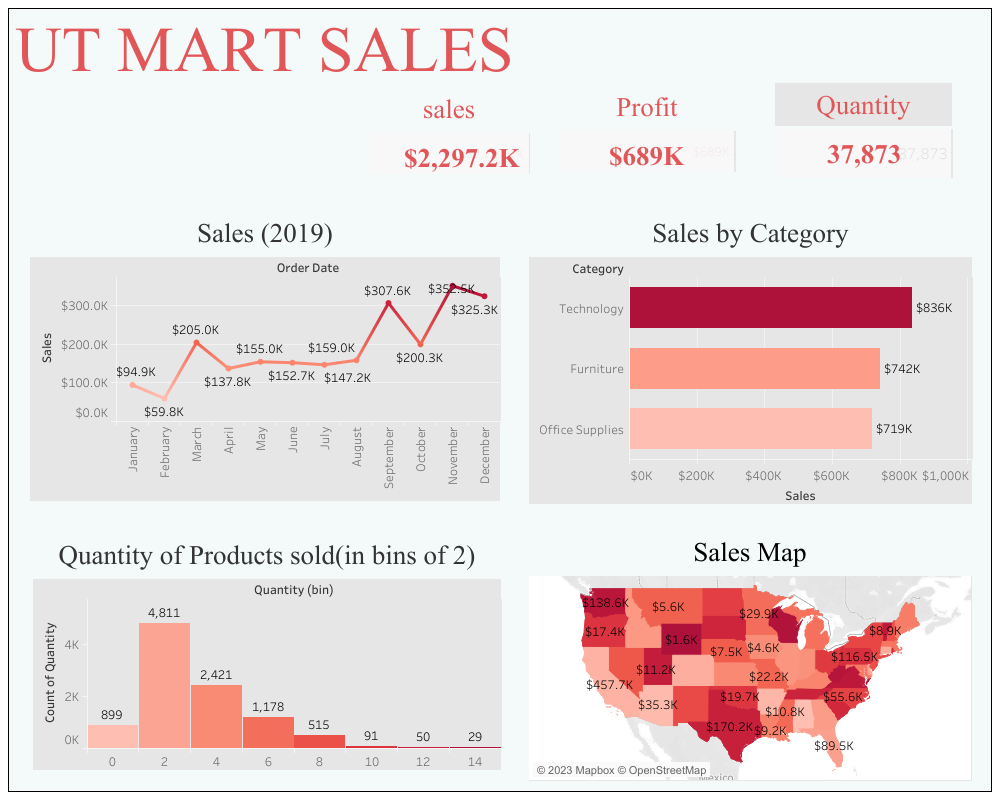 UT MART SALES
sales Profit Quantity
$2,297.2K $689K $689K 37,873 37,873
Sales (2019)
Order Date
Sales
$300.0K
$200.0K
$100.0K
$0.0K
$94.9K
$59.8K
$205.0K
$137.8K
$155.0K
$152.7K
$159.0K
$147.2K
$307.6K
$200.3K
$352.5K
$325.3K
January
February
March
April
May
June
July
August
September
October
November
December
Sales by Category
Category
Technology $836K
Furniture $742K
Office Supplies $719K
$0K $200K $400K $600K $800K $1,000K
Sales
Quantity of Products sold(in bins of 2)
Quantity (bin)
Count of Quantity
4K
2K
0K
899
4,811
2,421
1,178
515
91
50
29
0 2 4 6 8 10 12 14
Sales Map
$138.6K
$5.6K
$29.9K
$17.4K
$1.6K
$8.9K
$7.5K
$4.6K
$116.5K
$11.2K
$22.2K
$457.7K
$19.7K
$55.6K
$35.3K
$10.8K
$170.2K
$9.2K
$89.5K
© 2023 Mapbox © OpenStreetMap
Mexico